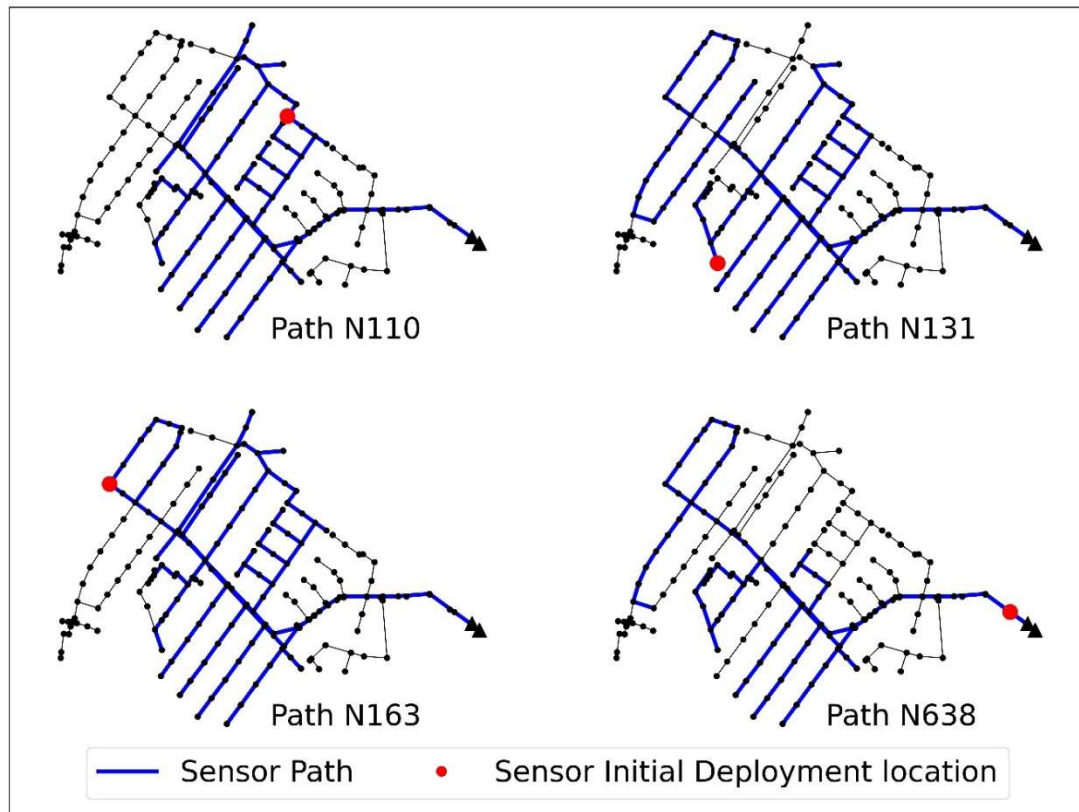 Path N110
Path N131
Path N163
Path N638
Sensor Path
Sensor Initial Deployment location